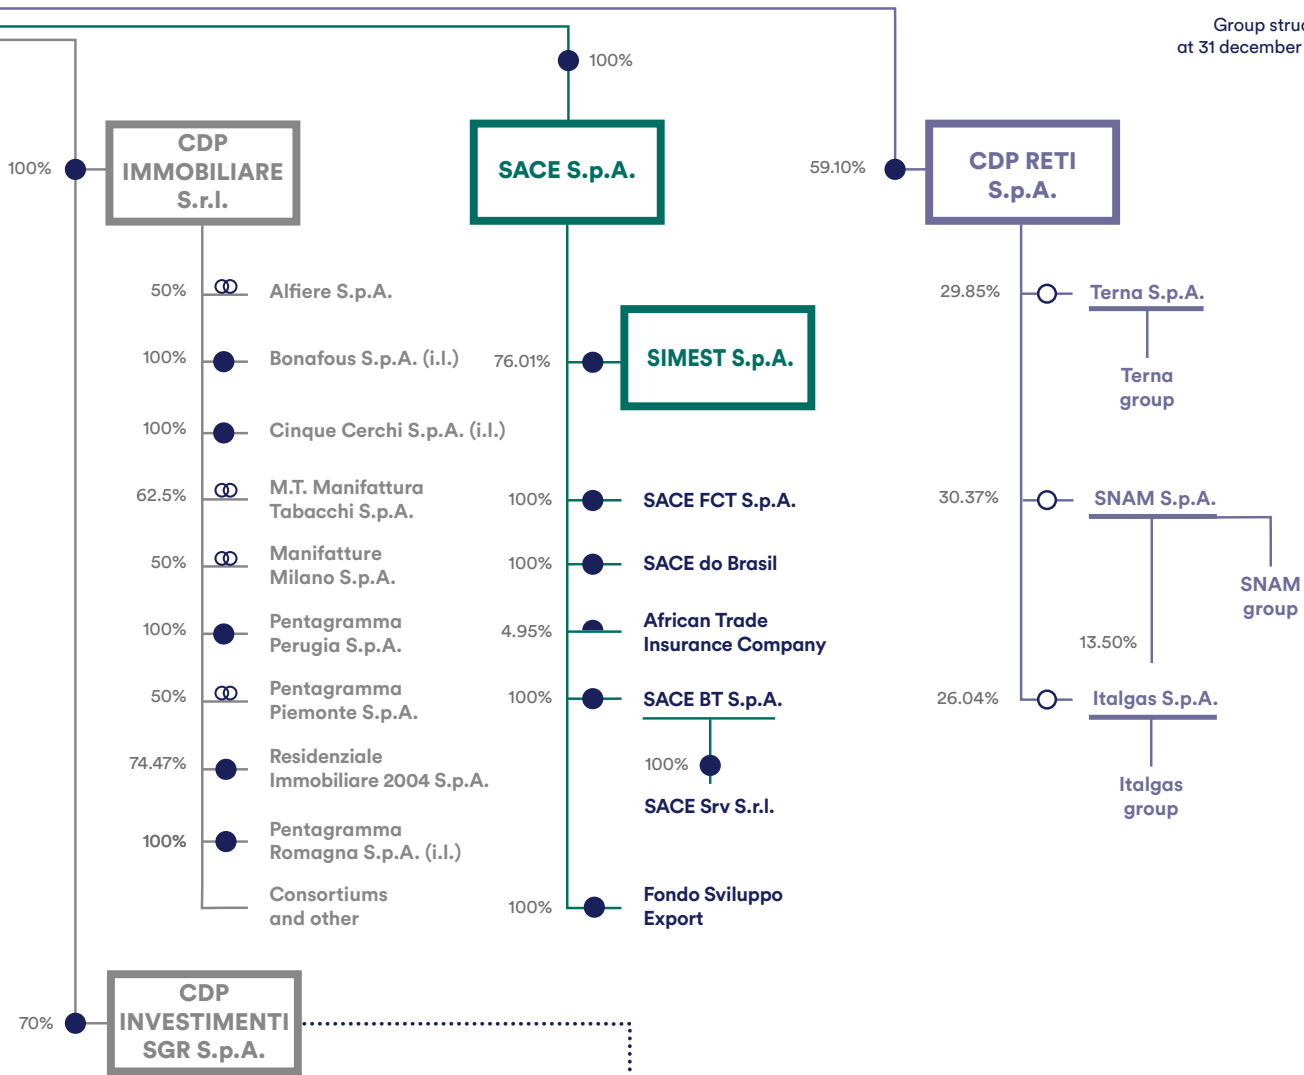 Group struc
at 31 december
100%
100%
CDP
IMMOBILIARE
S.r.l.
SACE S.p.A.
59.10%
CDP RETI
S.p.A.
50%
Alfiere S.p.A.
100%
Bonafous S.p.A. (i.l.)
100%
Cinque Cerchi S.p.A. (i.l.)
62.5%
M.T. Manifattura
Tabacchi S.p.A.
50%
Manifatture
Milano S.p.A.
100%
Pentagramma
Perugia S.p.A.
50%
Pentagramma
Piemonte S.p.A.
74.47%
Residenziale
Immobiliare 2004 S.p.A.
100%
Pentagramma
Romagna S.p.A. (i.l.)
Consortiums
and other
76.01%
SIMEST S.p.A.
100%
SACE FCT S.p.A.
100%
SACE do Brasil
4.95%
African Trade
Insurance Company
100%
SACE BT S.p.A.
100%
SACE Srv S.r.l.
100%
Fondo Sviluppo
Export
29.85%
Terna S.p.A.
Terna
group
30.37%
SNAM S.p.A.
SNAM
group
13.50%
26.04%
Italgas S.p.A.
Italgas
group
70%
CDP
INVESTIMENTI
SGR S.p.A.